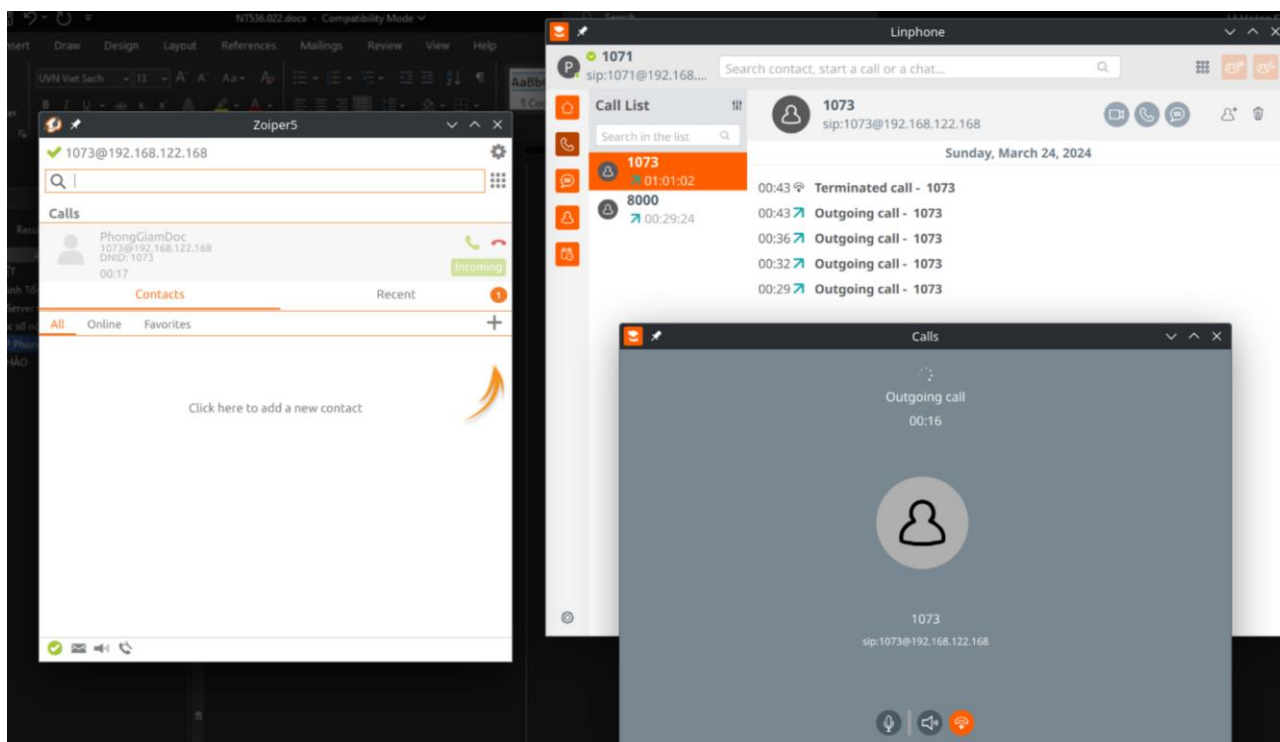 NT536.022.docx - Compatibility Mode
Search
Draw Design Layout References Mailings Review View Help
UVN Viet Sach 13
Zoiper5
1073@192.168.122.168
Calls
PhongGiamDoc
1073@192.168.122.168
DNID: 1073
00:17
Incoming
Contacts Recent 1
All Online Favorites
Click here to add a new contact
Linphone
P
1071
sip:1071@192.168....
Search contact, start a call or a chat...
Call List
Search in the list
1073
01:01:02
8000
00:29:24
1073
sip:1073@192.168.122.168
Sunday, March 24, 2024
00:43 Terminated call - 1073
00:43 Outgoing call - 1073
00:36 Outgoing call - 1073
00:32 Outgoing call - 1073
00:29 Outgoing call - 1073
Calls
Outgoing call
00:16
1073
sip:1073@192.168.122.168